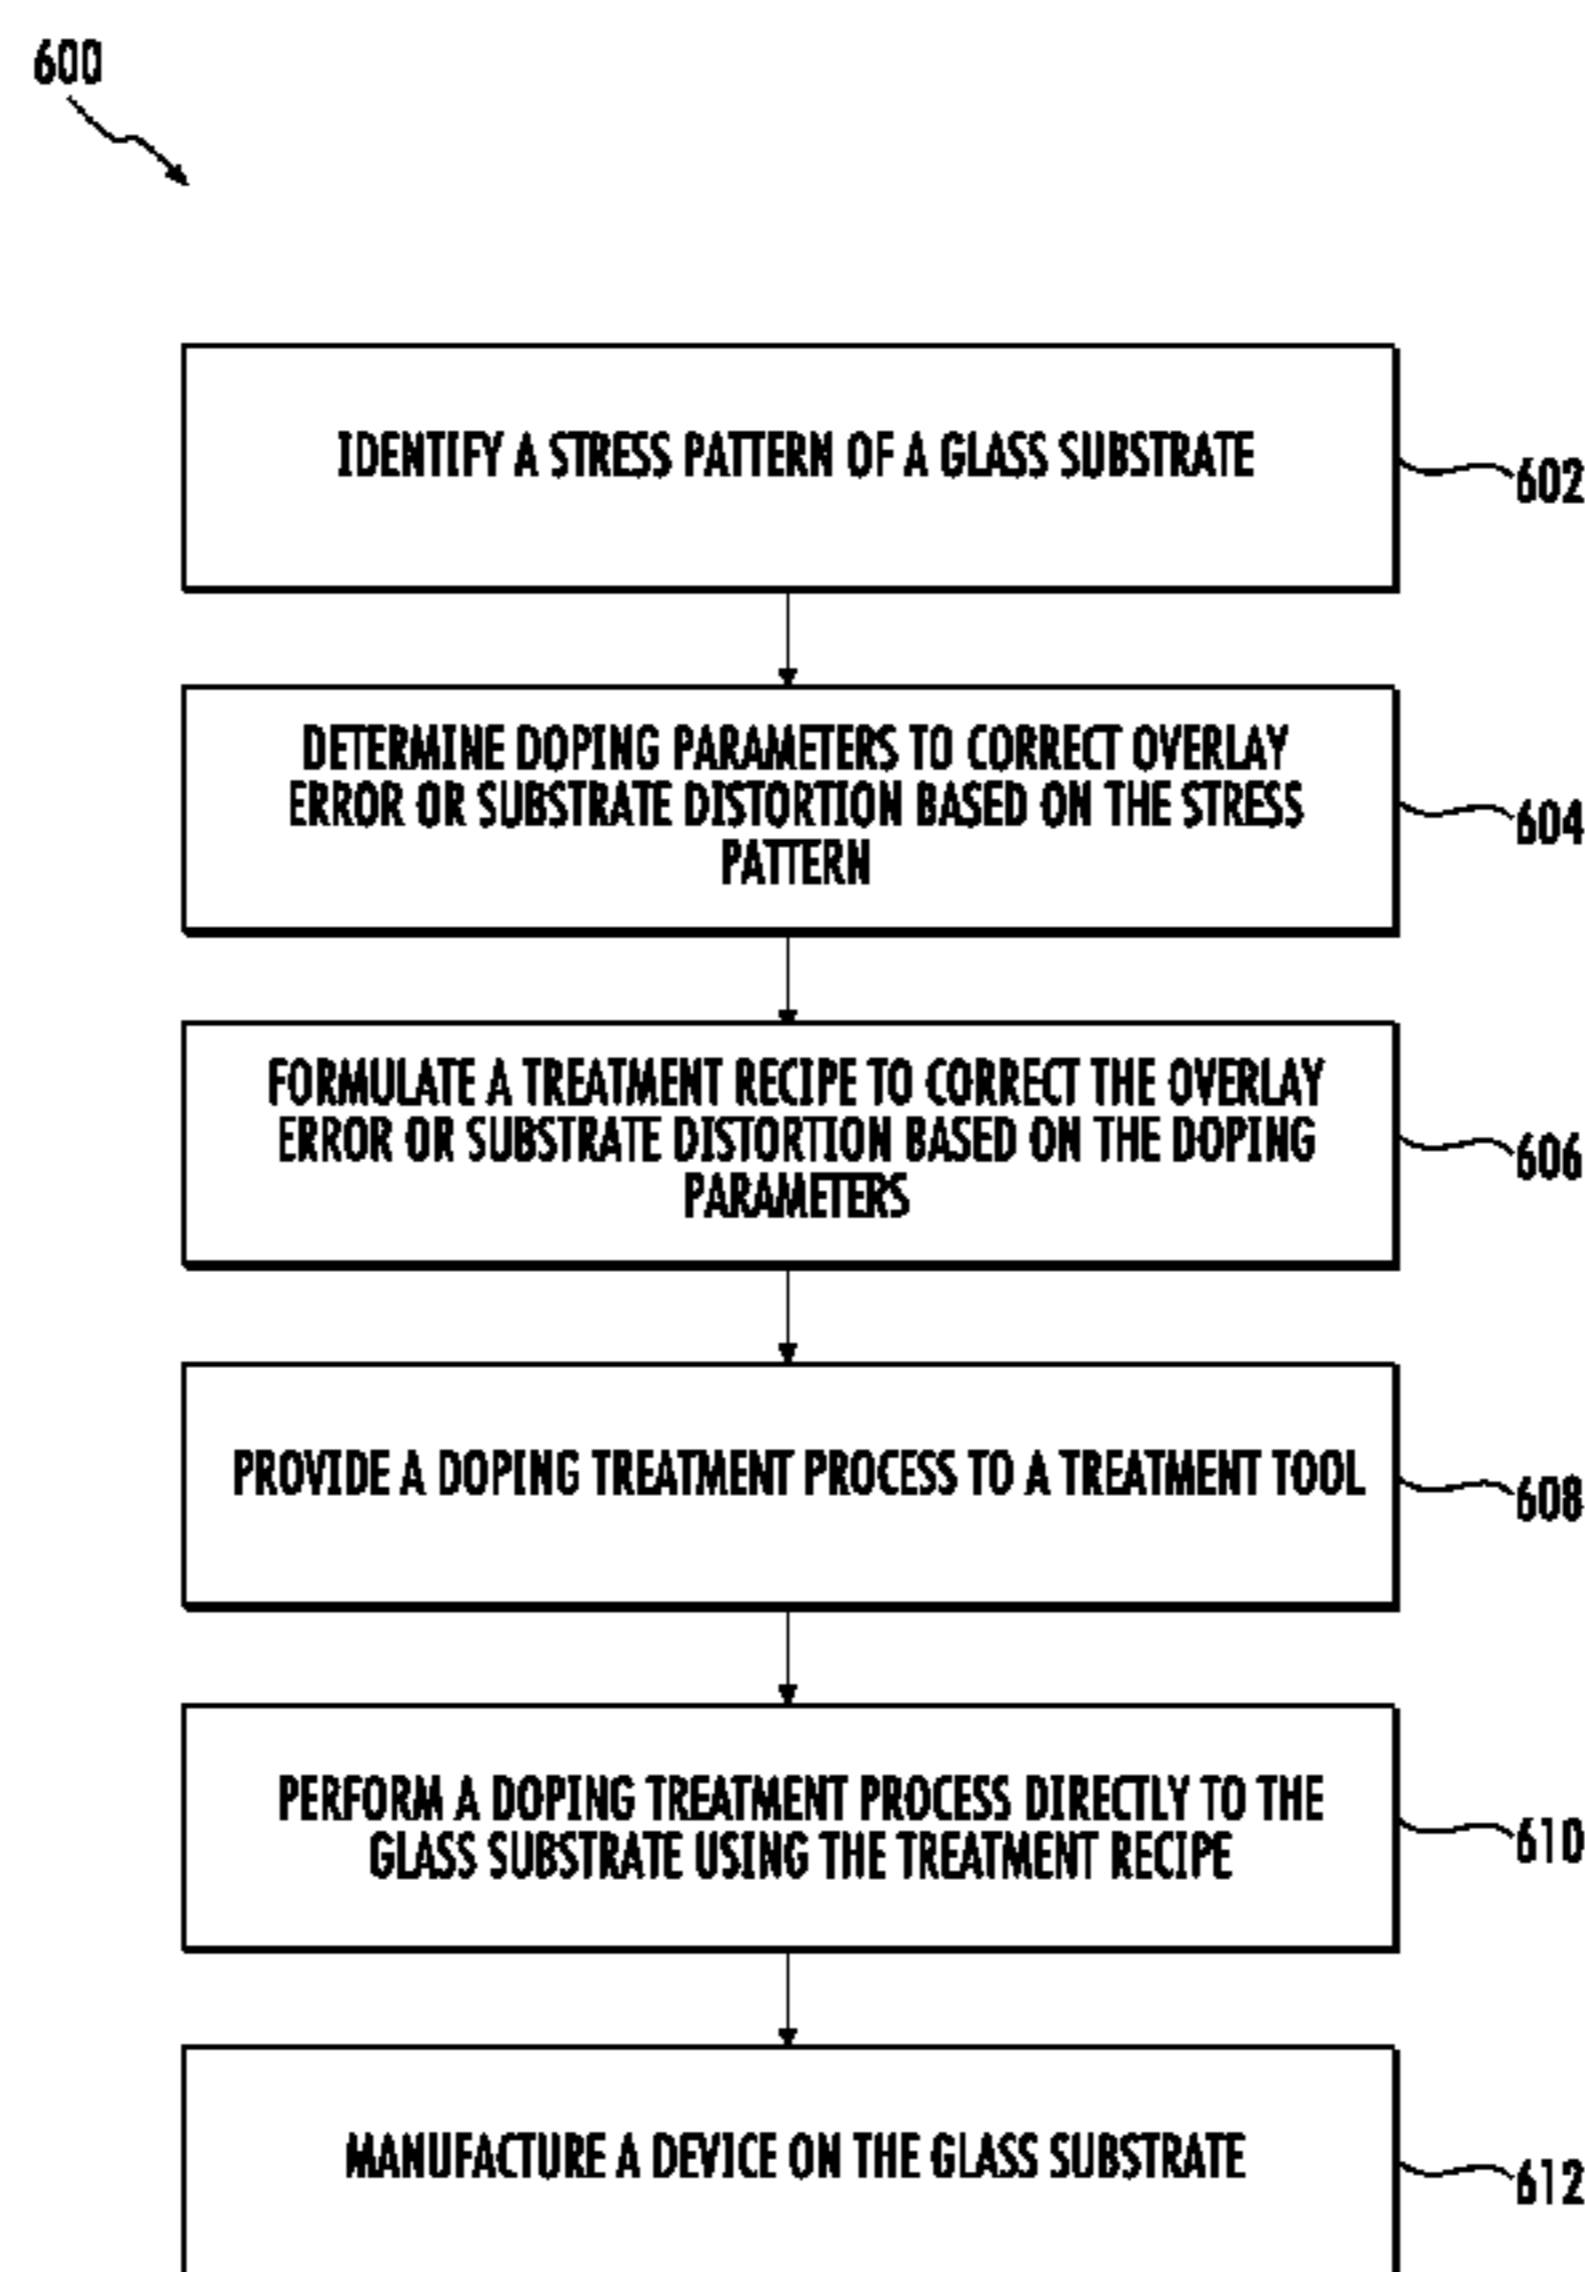 600
IDENTIFY A STRESS PATTERN OF A GLASS SUBSTRATE
602
DETERMINE DOPING PARAMETERS TO CORRECT OVERLAY
ERROR OR SUBSTRATE DISTORTION BASED ON THE STRESS
PATTERN
604
FORMULATE A TREATMENT RECIPE TO CORRECT THE OVERLAY
ERROR OR SUBSTRATE DISTORTION BASED ON THE DOPING
PARAMETERS
606
PROVIDE A DOPING TREATMENT PROCESS TO A TREATMENT TOOL
608
PERFORM A DOPING TREATMENT PROCESS DIRECTLY TO THE
GLASS SUBSTRATE USING THE TREATMENT RECIPE
610
MANUFACTURE A DEVICE ON THE GLASS SUBSTRATE
612